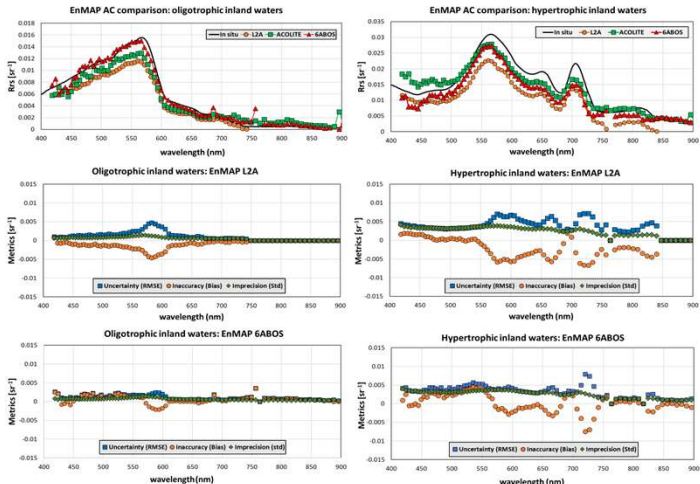 EnMAP AC comparison: oligotrophic inland waters
Rrs [sr⁻¹]
0.018
0.016
0.014
0.012
0.01
0.008
0.006
0.004
0.002
0
In situ L2A ACOLITE 6ABOS
400 450 500 550 600 650 700 750 800 850 900
wavelength (nm)
EnMAP AC comparison: hypertrophic inland waters
Rrs [sr⁻¹]
0.035
0.03
0.025
0.02
0.015
0.01
0.005
0
In situ L2A ACOLITE 6ABOS
400 450 500 550 600 650 700 750 800 850 900
wavelength (nm)
Oligotrophic inland waters: EnMAP L2A
Metrics [sr⁻¹]
0.015
0.01
0.005
0
-0.005
-0.01
-0.015
Uncertainty (RMSE) Inaccuracy (Bias) Imprecision (Std)
400 450 500 550 600 650 700 750 800 850 900
wavelength (nm)
Hypertrophic inland waters: EnMAP L2A
Metrics [sr⁻¹]
0.015
0.01
0.005
0
-0.005
-0.01
-0.015
Uncertainty (RMSE) Inaccuracy (Bias) Imprecision (Std)
400 450 500 550 600 650 700 750 800 850 900
wavelength (nm)
Oligotrophic inland waters: EnMAP 6ABOS
Metrics [sr⁻¹]
0.015
0.01
0.005
0
-0.005
-0.01
-0.015
Uncertainty (RMSE) Inaccuracy (Bias) Imprecision (std)
400 450 500 550 600 650 700 750 800 850 900
wavelength (nm)
Hypertrophic inland waters: EnMAP 6ABOS
Metrics [sr⁻¹]
0.015
0.01
0.005
0
-0.005
-0.01
-0.015
Uncertainty (RMSE) Inaccuracy (Bias) Imprecision (Std)
400 450 500 550 600 650 700 750 800 850 900
wavelength (nm)